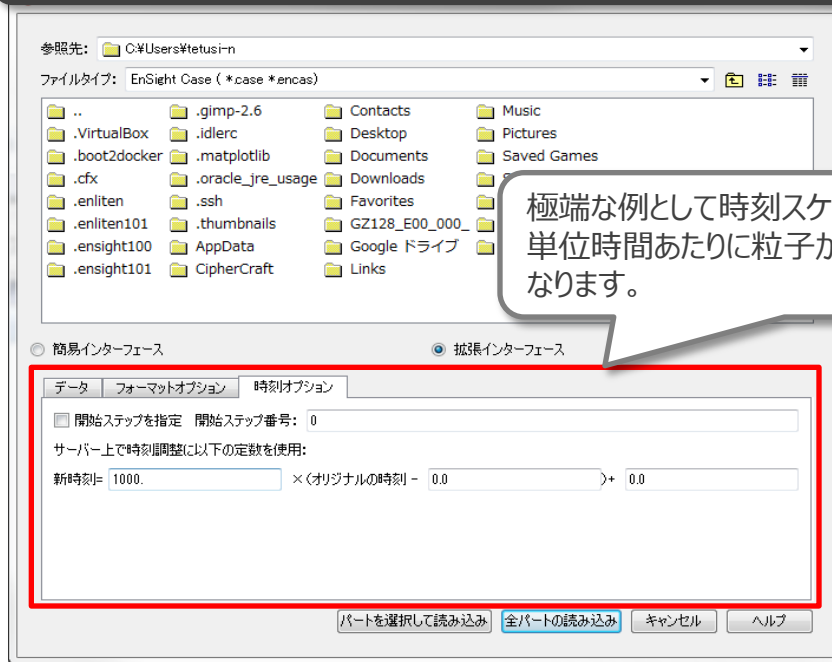 参照先: C:¥Users¥tetusi-n
ファイルタイプ: EnSight Case ( *.case *.encas)
.. .gimp-2.6 Contacts Music
.VirtualBox .idlerc Desktop Pictures
.boot2docker .matplotlib Documents Saved Games
.cfx .oracle_jre_usage Downloads
.enliten .ssh Favorites
.enliten101 .thumbnails GZ128_E00_000_
.ensight100 AppData Google ドライブ
.ensight101 CipherCraft Links
極端な例として時刻スケ
単位時間あたりに粒子が
なります。
簡易インターフェース 拡張インターフェース
データ フォーマットオプション 時刻オプション
開始ステップを指定 開始ステップ番号: 0
サーバー上で時刻調整に以下の定数を使用:
新時刻= 1000. ×(オリジナルの時刻 - 0.0 )+ 0.0
パートを選択して読み込み 全パートの読み込み キャンセル ヘルプ